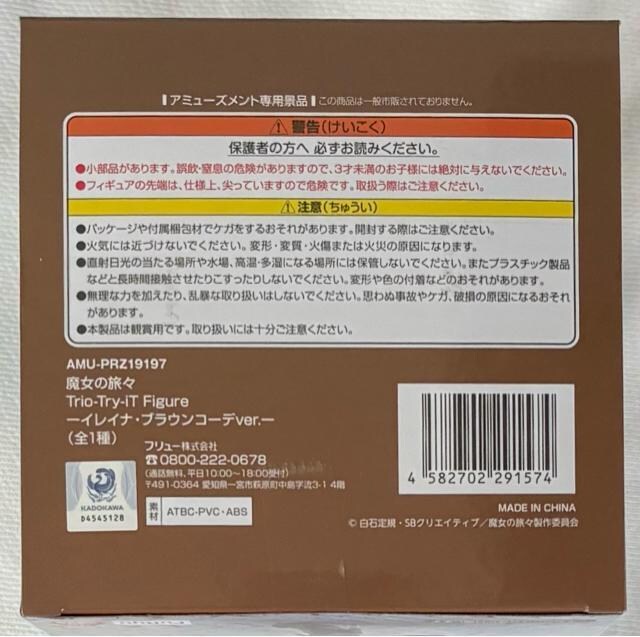 アミューズメント専用景品 この商品は一般市販されておりません。
⚠警告(けいこく)
保護者の方へ 必ずお読みください。
●小部品があります。誤飲・窒息の危険がありますので、3才未満のお子様には絶対に与えないでください。
●フィギュアの先端は、仕様上、尖っていますので危険です。取扱う際はご注意ください。
⚠注意(ちゅうい)
●パッケージや付属梱包材でケガをするおそれがあります。開封する際はご注意ください。
●火気には近づけないでください。変形・変質・火傷または火災の原因になります。
●直射日光の当たる場所や水場、高温・多湿になる場所には保管しないでください。またプラスチック製品
などと長時間接触させたりこすったりしないでください。変形や色の付着などのおそれがあります。
●無理な力を加えたり、乱暴な取り扱いはしないでください。思わぬ事故やケガ、破損の原因になるおそれ
があります。
●本製品は観賞用です。取り扱いには十分ご注意ください。
AMU-PRZ19197
魔女の旅々
Trio-Try-iT Figure
ーイレイナ・ブラウンコーデver.ー
(全1種)
フリュー株式会社
☎0800-222-0678
(通話無料、平日10:00〜18:00受付)
〒491-0364 愛知県一宮市萩原町中島字流3-1 4階
KADOKAWA
D4545128
素材 ATBC-PVC・ABS
4 582702 291574
MADE IN CHINA
© 白石定規・SBクリエイティブ／魔女の旅々製作委員会